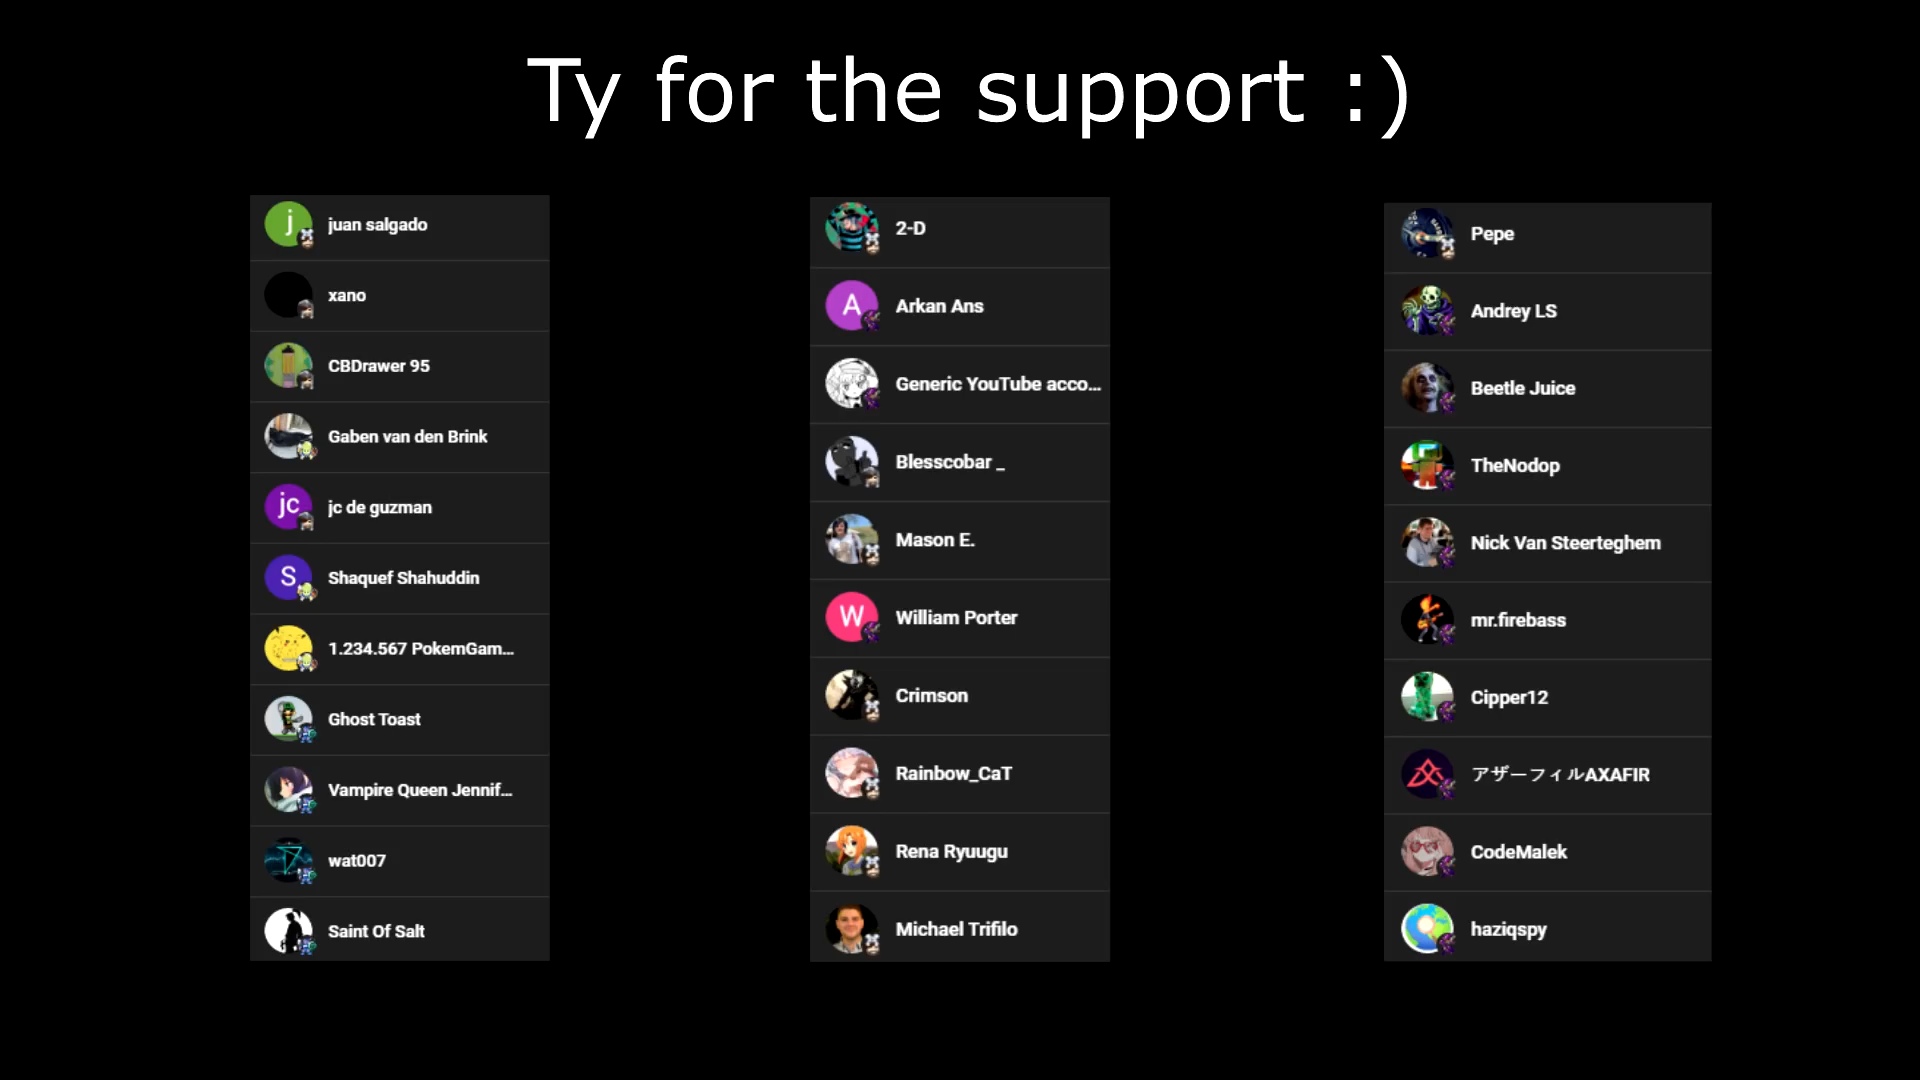 Ty for the support :)
j
juan salgado
xano
CBDrawer 95
Gaben van den Brink
jc
jc de guzman
S
Shaquef Shahuddin
1.234.567 PokemGam...
Ghost Toast
Vampire Queen Jennif...
wat007
Saint Of Salt
2-D
A
Arkan Ans
Generic YouTube acco...
Blesscobar _
Mason E.
W
William Porter
Crimson
Rainbow_CaT
Rena Ryuugu
Michael Trifilo
Pepe
Andrey LS
Beetle Juice
TheNodop
Nick Van Steerteghem
mr.firebass
Cipper12
アザーフィルAXAFIR
CodeMalek
haziqspy